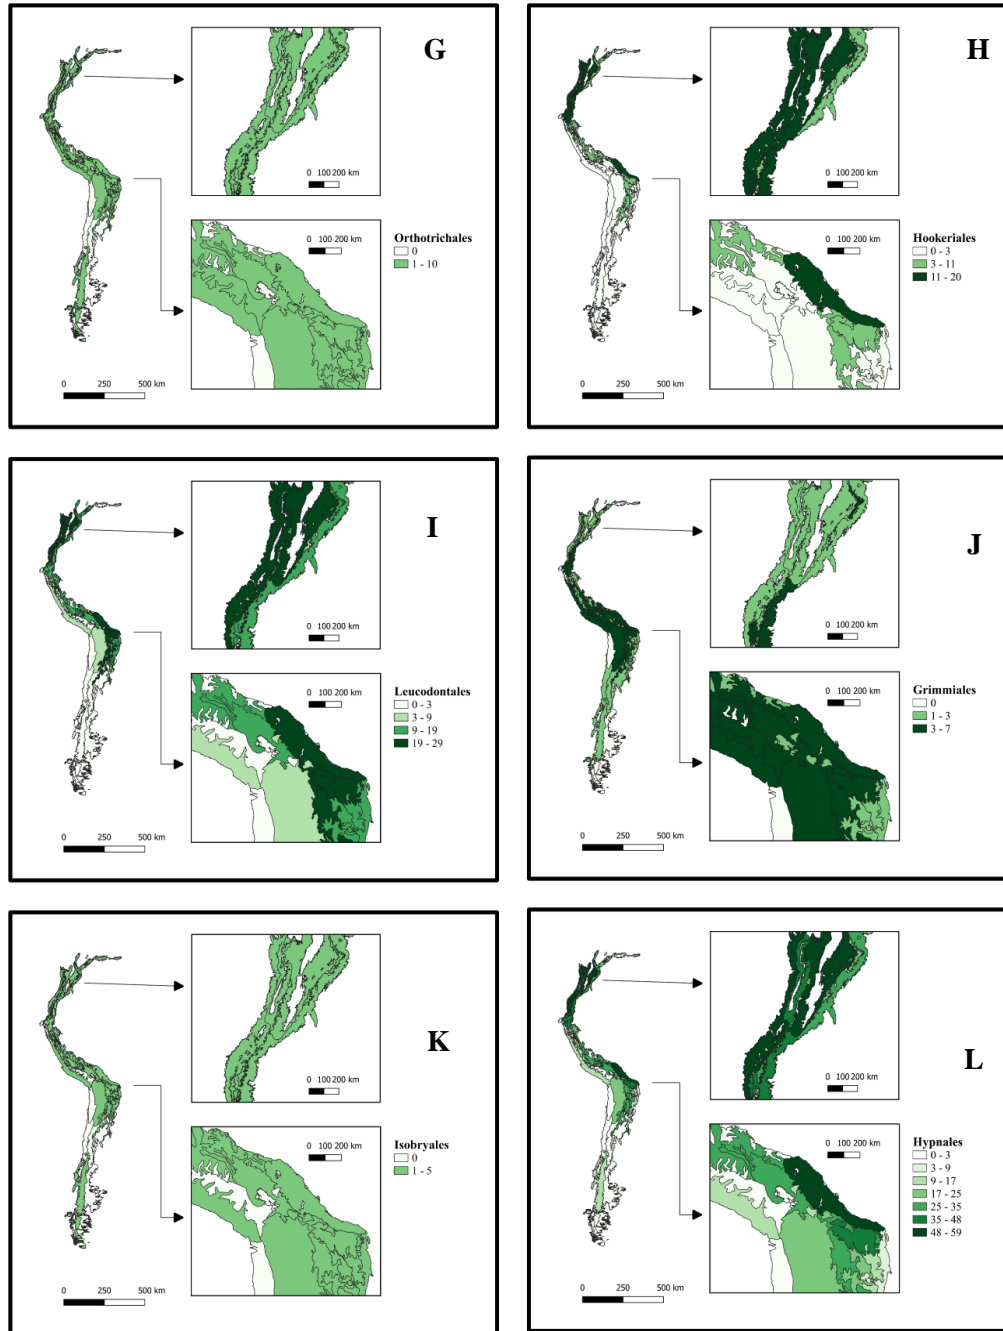 G
0 100 200 km
0 100 200 km
Orthotrichales
0
1 - 10
0 250 500 km
H
0 100 200 km
0 100 200 km
Hookeriales
0 - 3
3 - 11
11 - 20
0 250 500 km
I
0 100 200 km
0 100 200 km
Leucodontales
0 - 3
3 - 9
9 - 19
19 - 29
0 250 500 km
J
0 100 200 km
0 100 200 km
Grimmiales
0
1 - 3
3 - 7
0 250 500 km
K
0 100 200 km
0 100 200 km
Isobryales
0
1 - 5
0 250 500 km
L
0 100 200 km
0 100 200 km
Hypnales
0 - 3
3 - 9
9 - 17
17 - 25
25 - 35
35 - 48
48 - 59
0 250 500 km